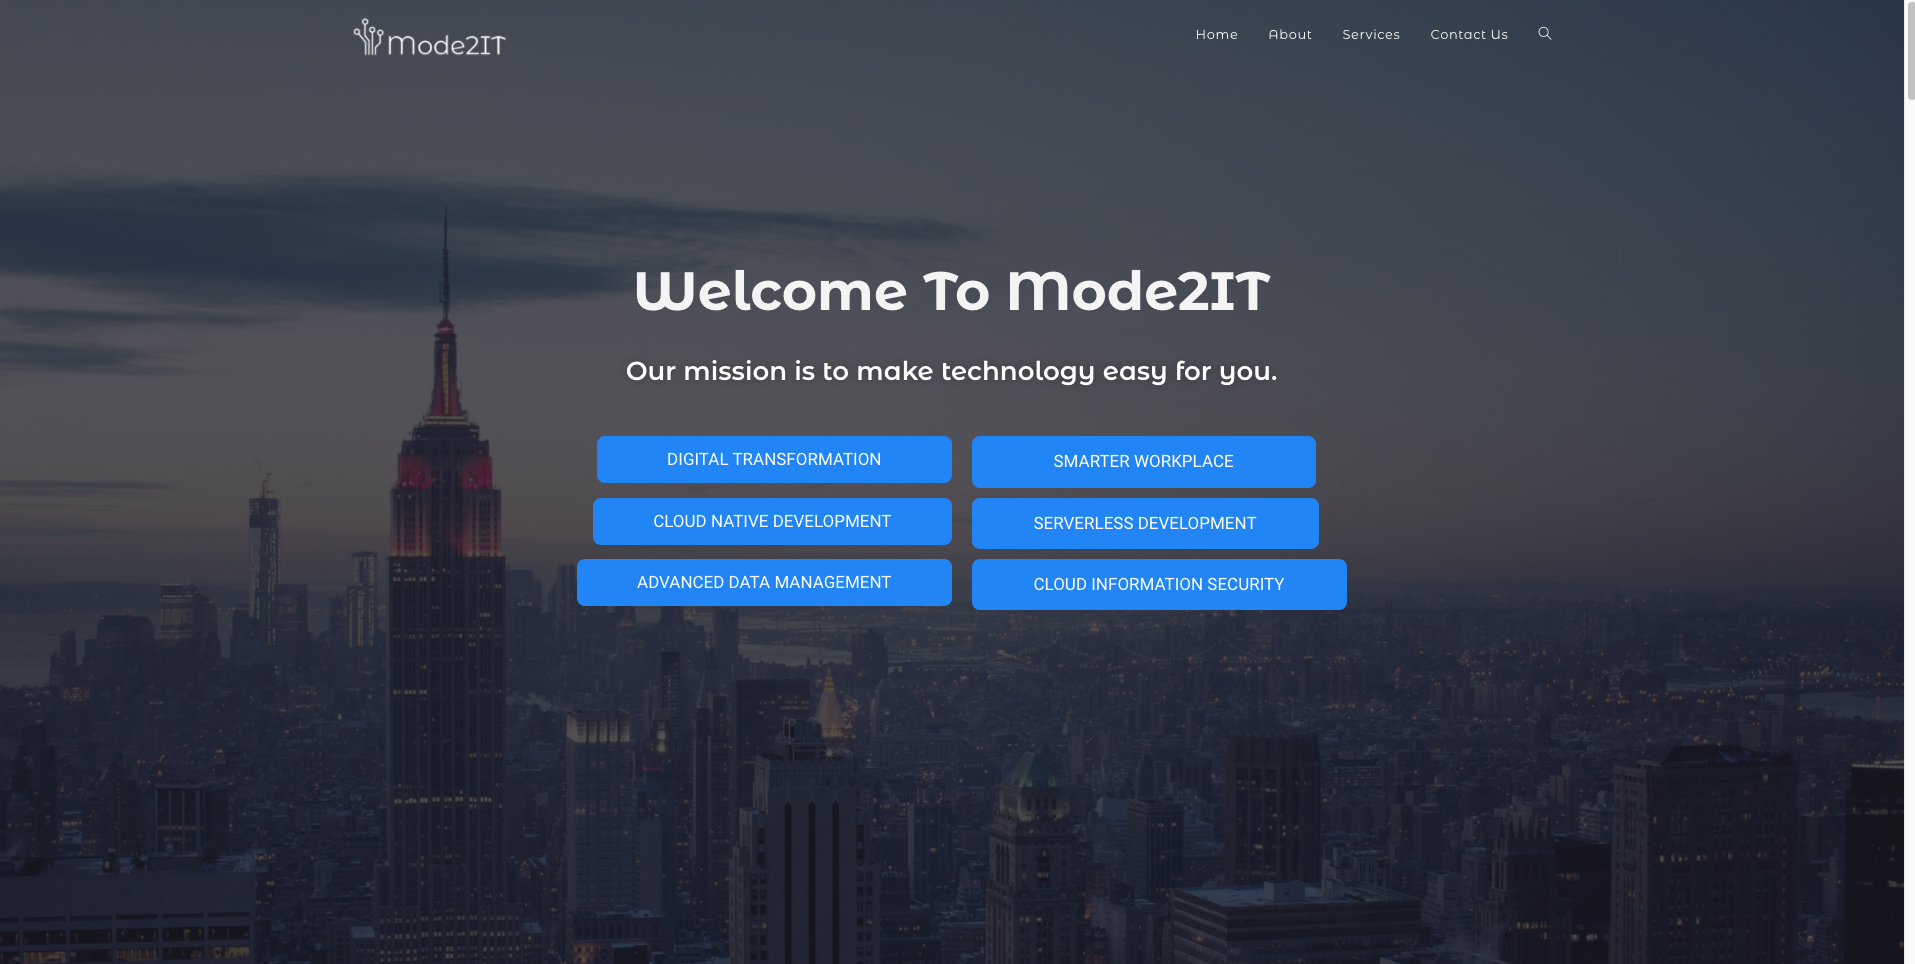 Mode2IT
Home
About
Services
Contact Us
Welcome To Mode2IT
Our mission is to make technology easy for you.
DIGITAL TRANSFORMATION
SMARTER WORKPLACE
CLOUD NATIVE DEVELOPMENT
SERVERLESS DEVELOPMENT
ADVANCED DATA MANAGEMENT
CLOUD INFORMATION SECURITY